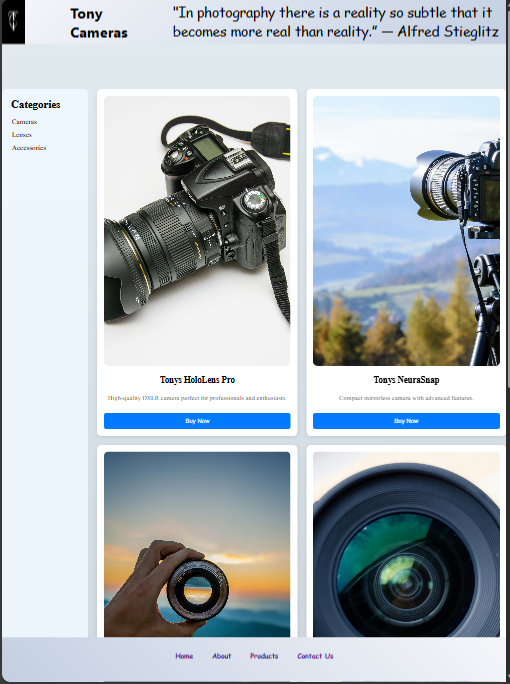 Tony
Cameras
"In photography there is a reality so subtle that it
becomes more real than reality." — Alfred Stieglitz
Categories
Cameras
Lenses
Accessories
Tonys HoloLens Pro
High-quality DSLR camera perfect for professionals and enthusiasts.
Buy Now
Tonys NeuraSnap
Compact mirrorless camera with advanced features.
Buy Now
Home About Products Contact Us